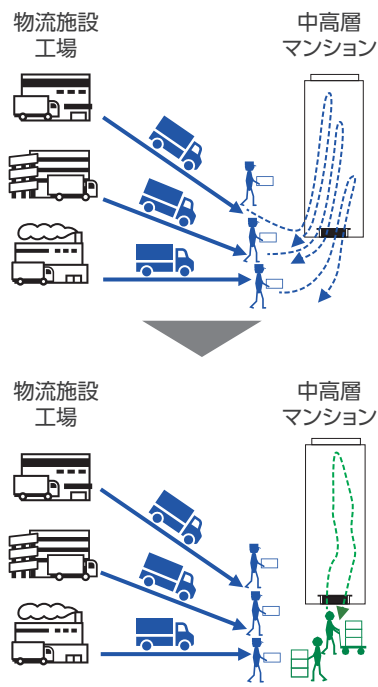 物流施設
工場
中高層
マンション
物流施設
工場
中高層
マンション